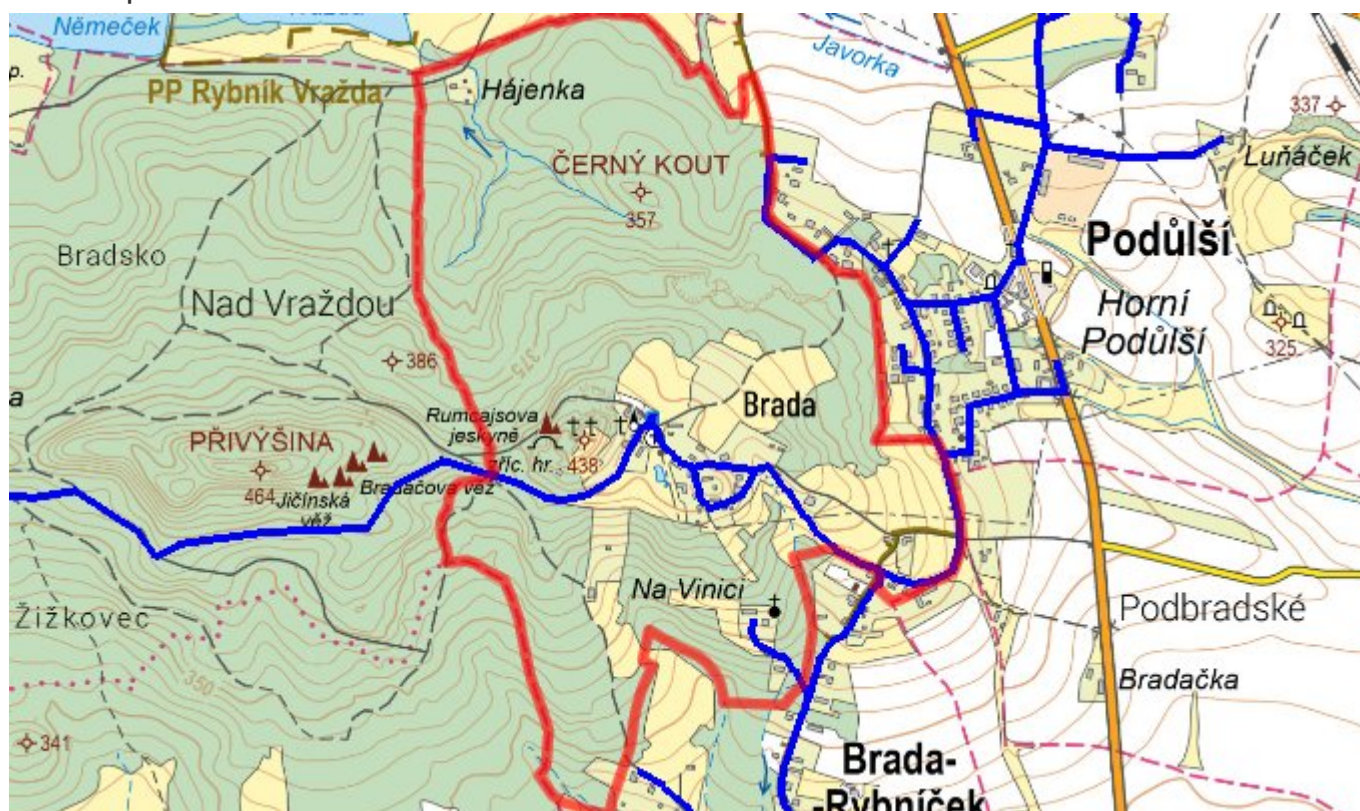 Němeček
Javorka
p.
PP Rybník Vražda
Hájenka
337
Luňáček
ČERNÝ KOUT
357
Podůlší
Bradsko
Nad Vraždou
Horní
Podůlší
325
375
386
a
Rumcajsova
jeskyně
Brada
PŘIVÝŠINA
zříc. hr.
438
464
Jičínská
věž
Bradačova věž
Na Vinici
Žižkovec
Podbradské
350
Bradačka
341
Brada-
-Rybníček